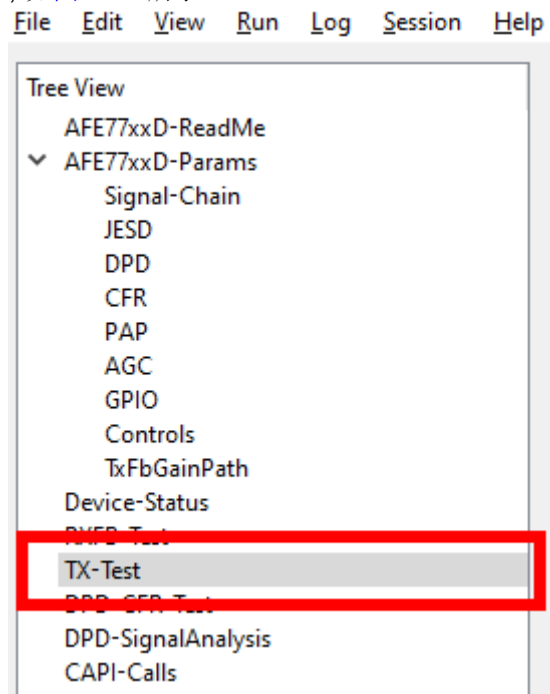 File Edit View Run Log Session Help
Tree View
AFE77xxD-ReadMe
AFE77xxD-Params
Signal-Chain
JESD
DPD
CFR
PAP
AGC
GPIO
Controls
TxFbGainPath
Device-Status
TX-Test
DPD-SignalAnalysis
CAPI-Calls